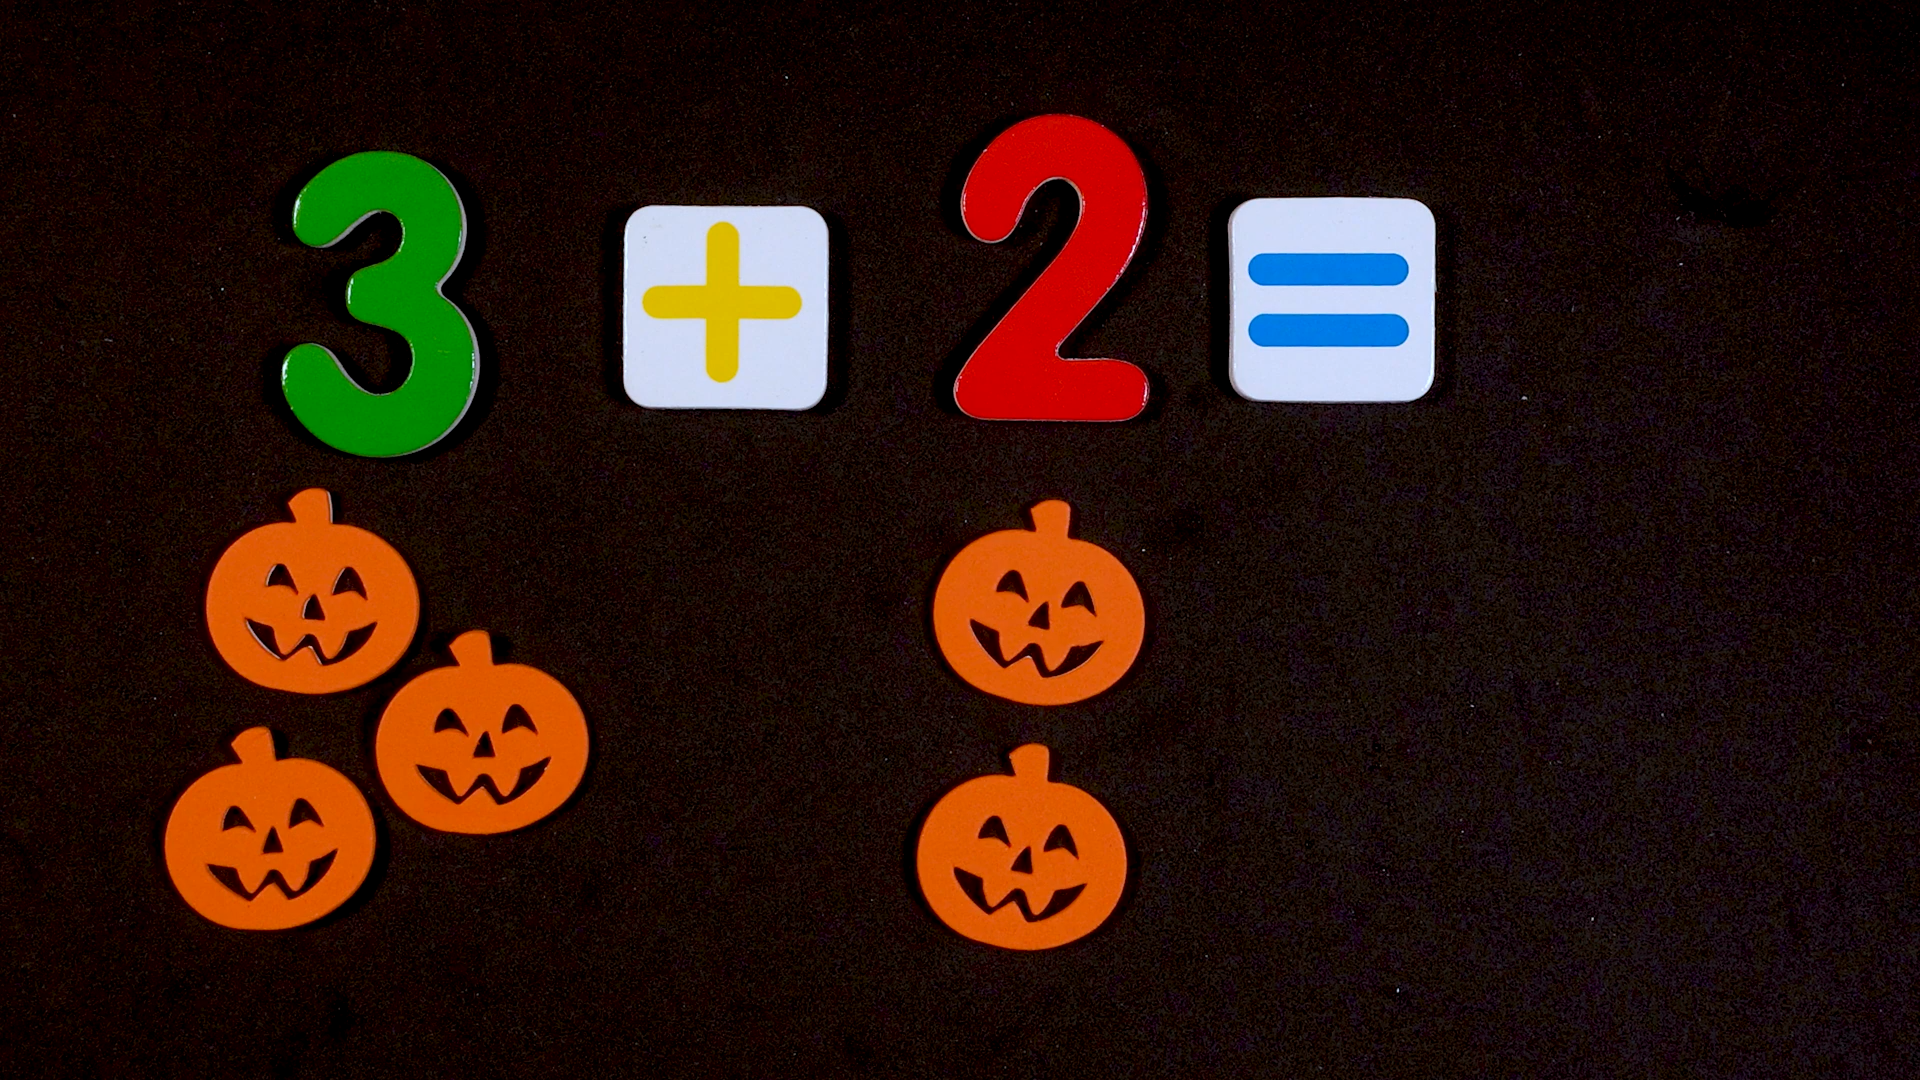 3 + 2 =